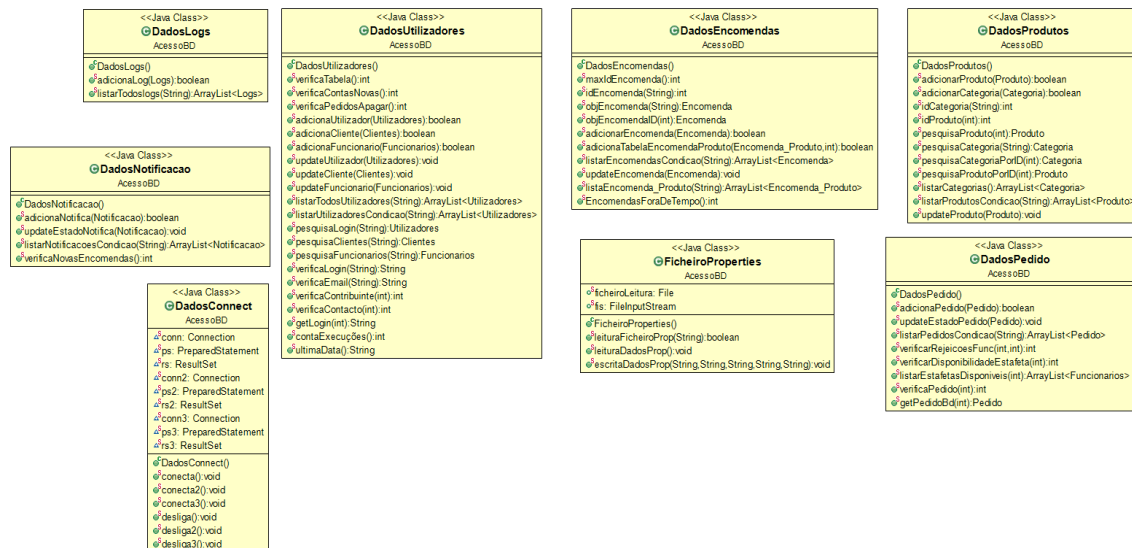 <<Java Class>>
DadosLogs
AcessoBD
DadosLogs()
adicionaLog(Logs):boolean
listarTodoslogs(String):ArrayList<Logs>
<<Java Class>>
DadosNotificacao
AcessoBD
DadosNotificacao()
adicionaNotifica(Notificacao):boolean
updateEstadoNotifica(Notificacao):void
listarNotificacoesCondicao(String):ArrayList<Notificacao>
verificaNovasEncomendas():int
<<Java Class>>
DadosConnect
AcessoBD
conn: Connection
ps: PreparedStatement
rs: ResultSet
conn2: Connection
ps2: PreparedStatement
rs2: ResultSet
conn3: Connection
ps3: PreparedStatement
rs3: ResultSet
DadosConnect()
conecta():void
conecta2():void
conecta3():void
desliga():void
desliga2():void
desliga3():void
<<Java Class>>
DadosUtilizadores
AcessoBD
DadosUtilizadores()
verificaTabela():int
verificaContasNovas():int
verificaPedidosApagar():int
adicionaUtilizador(Utilizadores):boolean
adicionaCliente(Clientes):boolean
adicionaFuncionario(Funcionarios):boolean
updateUtilizador(Utilizadores):void
updateCliente(Clientes):void
updateFuncionario(Funcionarios):void
listarTodosUtilizadores(String):ArrayList<Utilizadores>
listarUtilizadoresCondicao(String):ArrayList<Utilizadores>
pesquisaLogin(String):Utilizadores
pesquisaClientes(String):Clientes
pesquisaFuncionarios(String):Funcionarios
verificaLogin(String):String
verificaEmail(String):String
verificaContribuinte(int):int
verificaContacto(int):int
getLogin(int):String
contaExecuções():int
ultimaData():String
<<Java Class>>
DadosEncomendas
AcessoBD
DadosEncomendas()
maxIdEncomenda():int
idEncomenda(String):int
objEncomenda(String):Encomenda
objEncomendaID(int):Encomenda
adicionarEncomenda(Encomenda):boolean
adicionaTabelaEncomendaProduto(Encomenda_Produto,int):boolean
listarEncomendasCondicao(String):ArrayList<Encomenda>
updateEncomenda(Encomenda):void
listaEncomenda_Produto(String):ArrayList<Encomenda_Produto>
EncomendasForaDeTempo():int
<<Java Class>>
FicheiroProperties
AcessoBD
ficheiroLeitura: File
fis: FileInputStream
FicheiroProperties()
leituraFicheiroProp(String):boolean
leituraDadosProp():void
escritaDadosProp(String,String,String,String,String):void
<<Java Class>>
DadosProdutos
AcessoBD
DadosProdutos()
adicionarProduto(Produto):boolean
adicionarCategoria(Categoria):boolean
idCategoria(String):int
idProduto(int):int
pesquisaProduto(int):Produto
pesquisaCategoria(String):Categoria
pesquisaCategoriaPorID(int):Categoria
pesquisaProdutoPorID(int):Produto
listarCategorias():ArrayList<Categoria>
listarProdutosCondicao(String):ArrayList<Produto>
updateProduto(Produto):void
<<Java Class>>
DadosPedido
AcessoBD
DadosPedido()
adicionaPedido(Pedido):boolean
updateEstadoPedido(Pedido):void
listarPedidosCondicao(String):ArrayList<Pedido>
verificarRejeicoesFunc(int,int):int
verificarDisponibilidadeEstafeta(int):int
listarEstafetasDisponiveis(int):ArrayList<Funcionarios>
verificaPedido(int):int
getPedidoBd(int):Pedido